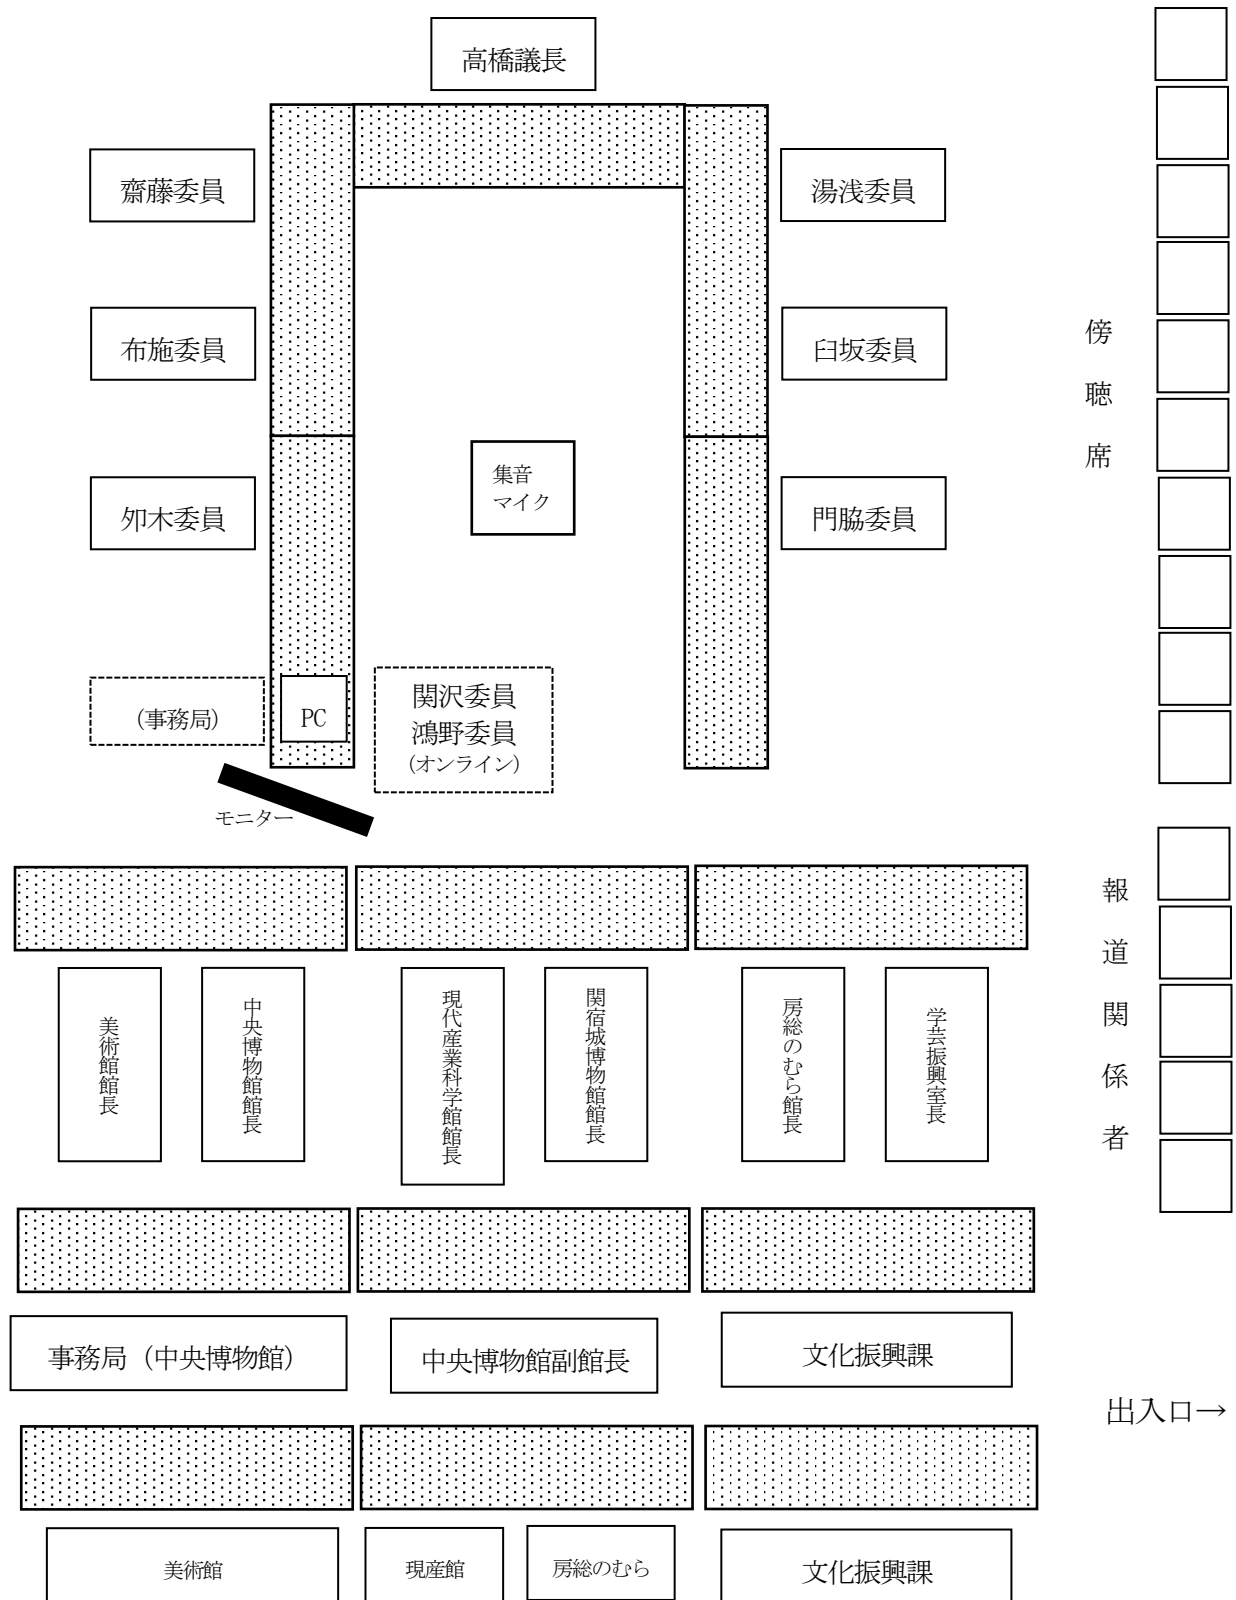 高橋議長
齋藤委員
湯浅委員
布施委員
臼坂委員
傍聴席
集音
マイク
夘木委員
門脇委員
(事務局)
PC
関沢委員
鴻野委員
(オンライン)
モニター
美術館館長
中央博物館館長
現代産業科学館館長
関宿城博物館館長
房総のむら館長
学芸振興室長
報道関係者
事務局（中央博物館）
中央博物館副館長
文化振興課
出入口→
美術館
現産館
房総のむら
文化振興課